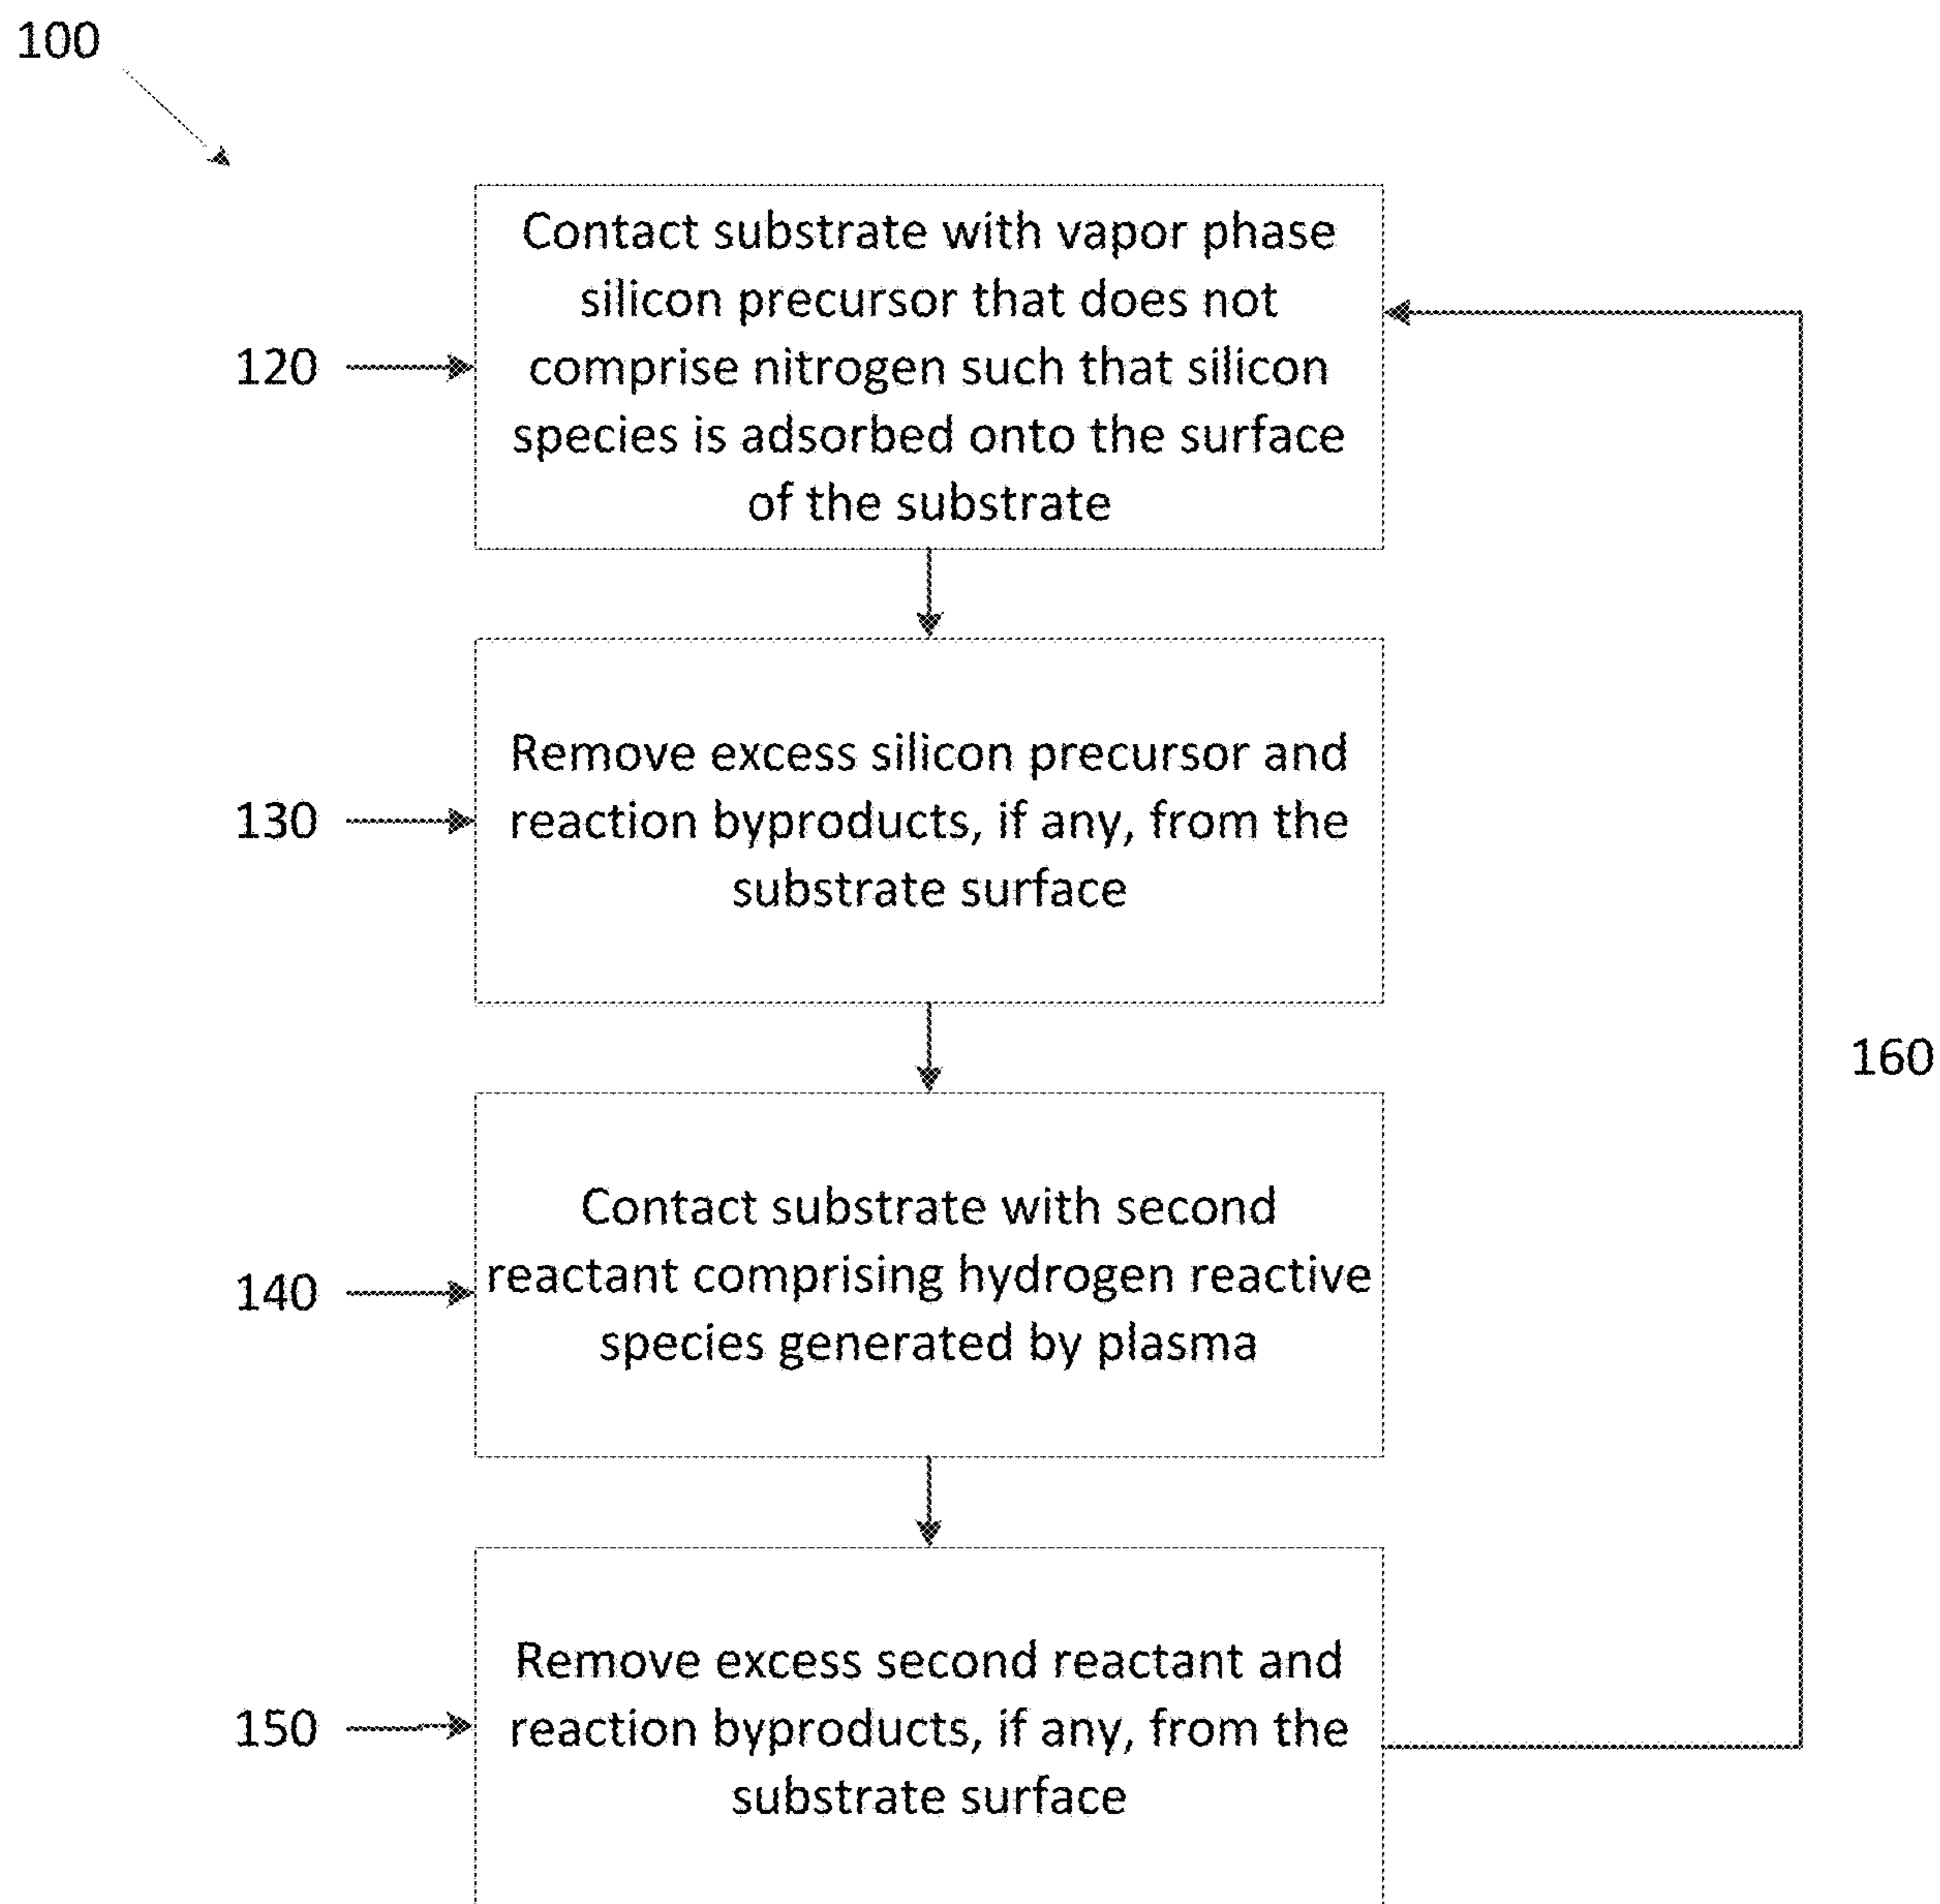 100
Contact substrate with vapor phase
silicon precursor that does not
120
comprise nitrogen such that silicon
species is adsorbed onto the surface
of the substrate
Remove excess silicon precursor and
130
reaction byproducts, if any, from the
substrate surface
160
Contact substrate with second
140
reactant comprising hydrogen reactive
species generated by plasma
Remove excess second reactant and
150
reaction byproducts, if any, from the
substrate surface